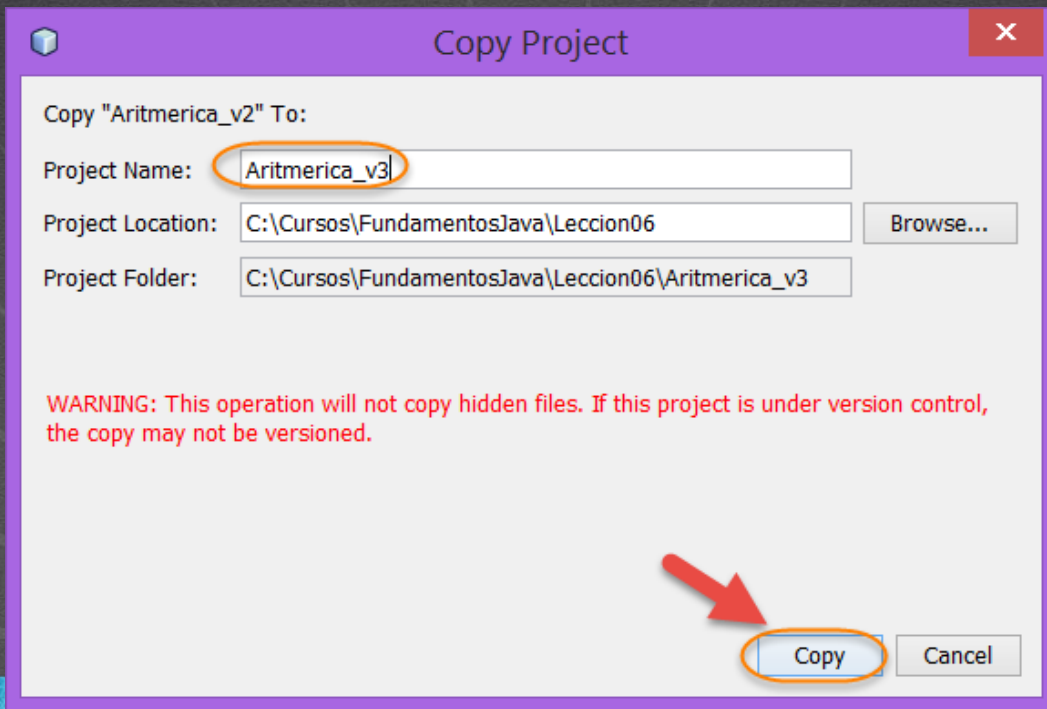 Copy Project
Copy "Aritmerica_v2" To:
Project Name: Aritmerica_v3
Project Location: C:\Cursos\FundamentosJava\Leccion06 Browse...
Project Folder: C:\Cursos\FundamentosJava\Leccion06\Aritmerica_v3
WARNING: This operation will not copy hidden files. If this project is under version control,
the copy may not be versioned.
Copy Cancel